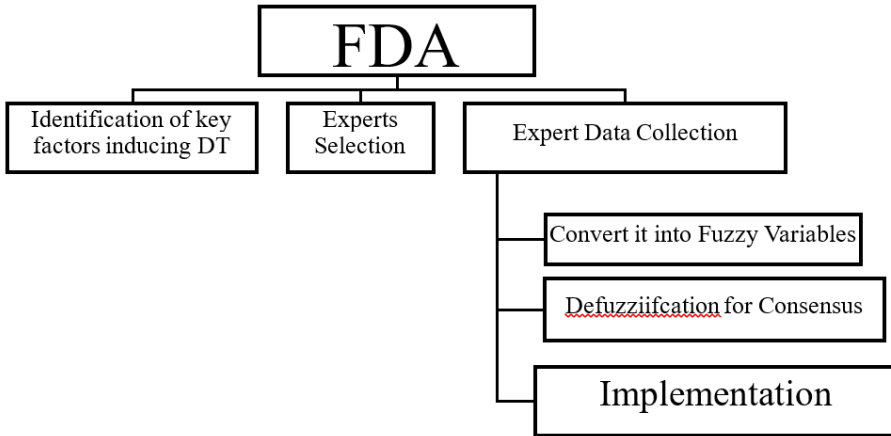 FDA
Identification of key
factors inducing DT
Experts
Selection
Expert Data Collection
Convert it into Fuzzy Variables
Defuzziifcation for Consensus
Implementation